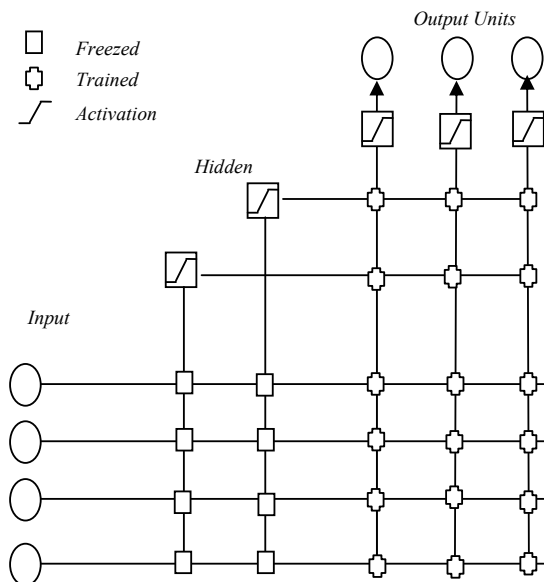 Output Units
Freezed
Trained
Activation
Hidden
Input